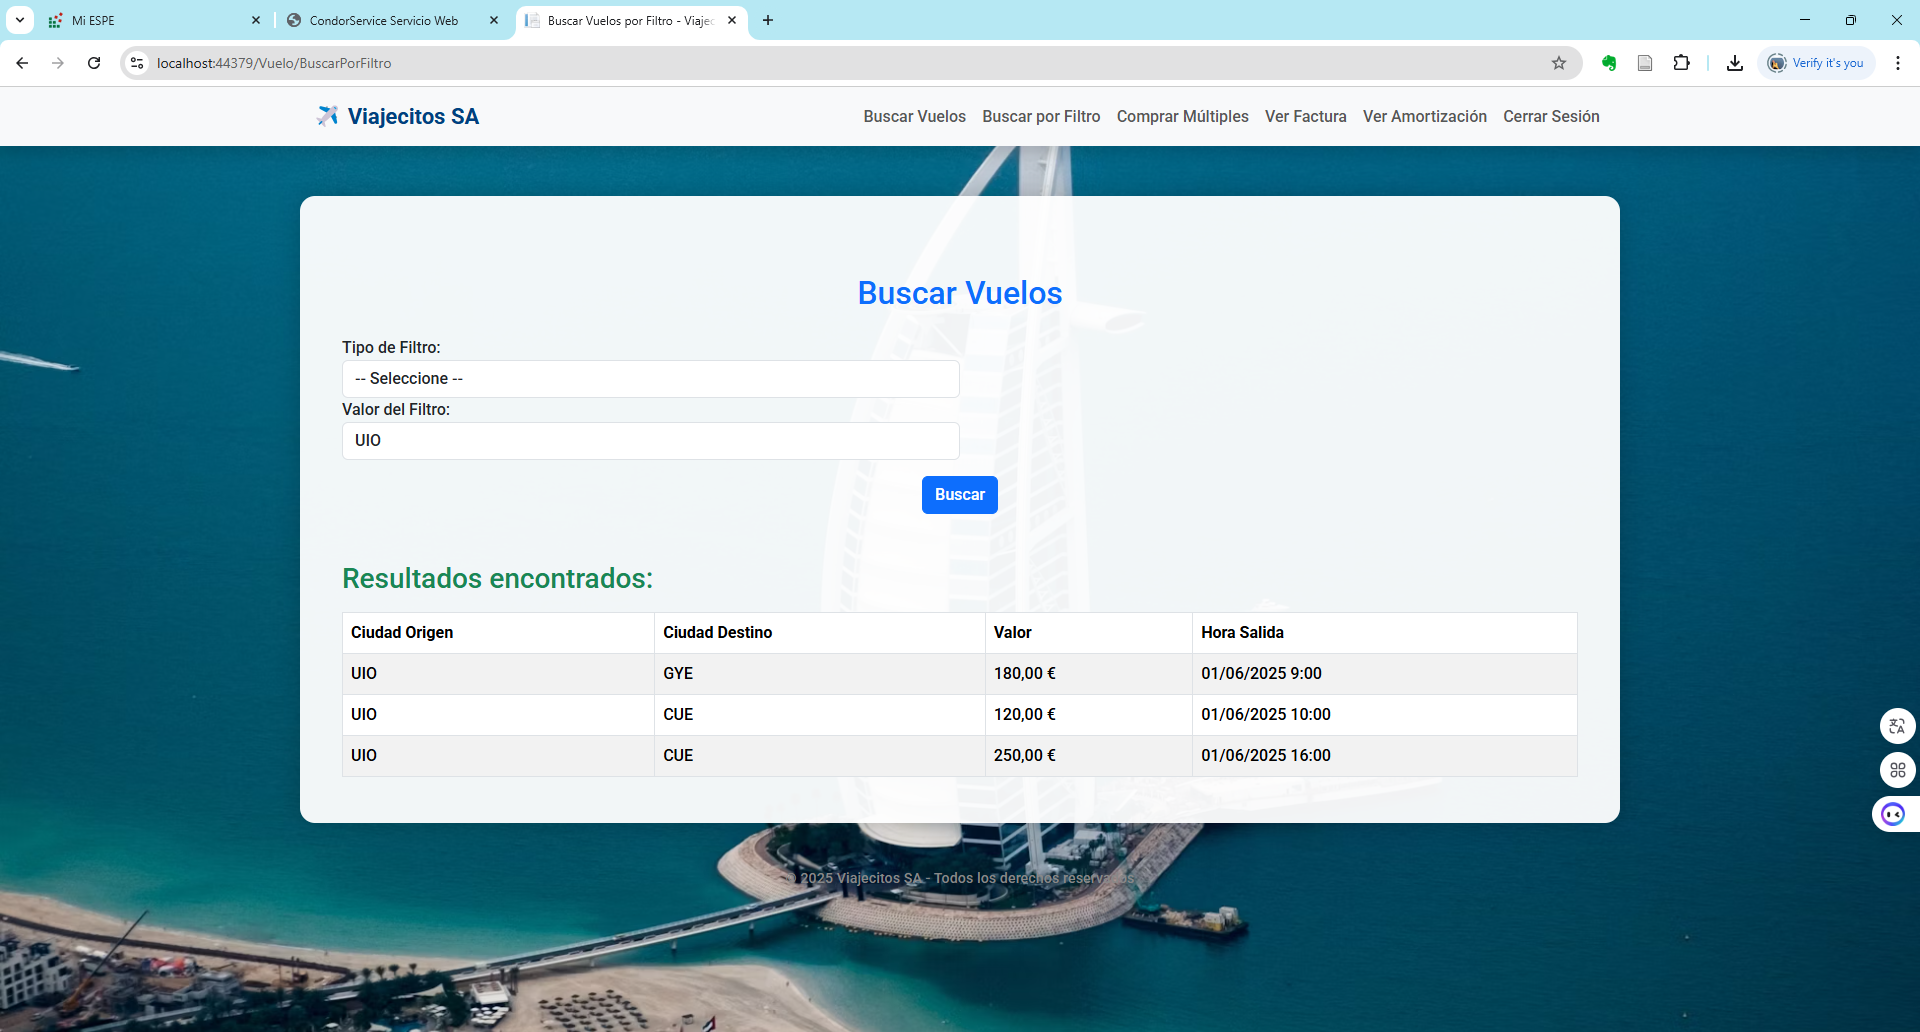 Mi ESPE
CondorService Servicio Web
Buscar Vuelos por Filtro - Viajec
localhost:44379/Vuelo/BuscarPorFiltro
Verify it's you
Viajecitos SA
Buscar Vuelos
Buscar por Filtro
Comprar Múltiples
Ver Factura
Ver Amortización
Cerrar Sesión
Buscar Vuelos
Tipo de Filtro:
-- Seleccione --
Valor del Filtro:
UIO
Buscar
Resultados encontrados:
Ciudad Origen Ciudad Destino Valor Hora Salida
UIO GYE 180,00 € 01/06/2025 9:00
UIO CUE 120,00 € 01/06/2025 10:00
UIO CUE 250,00 € 01/06/2025 16:00
© 2025 Viajecitos SA - Todos los derechos reservados